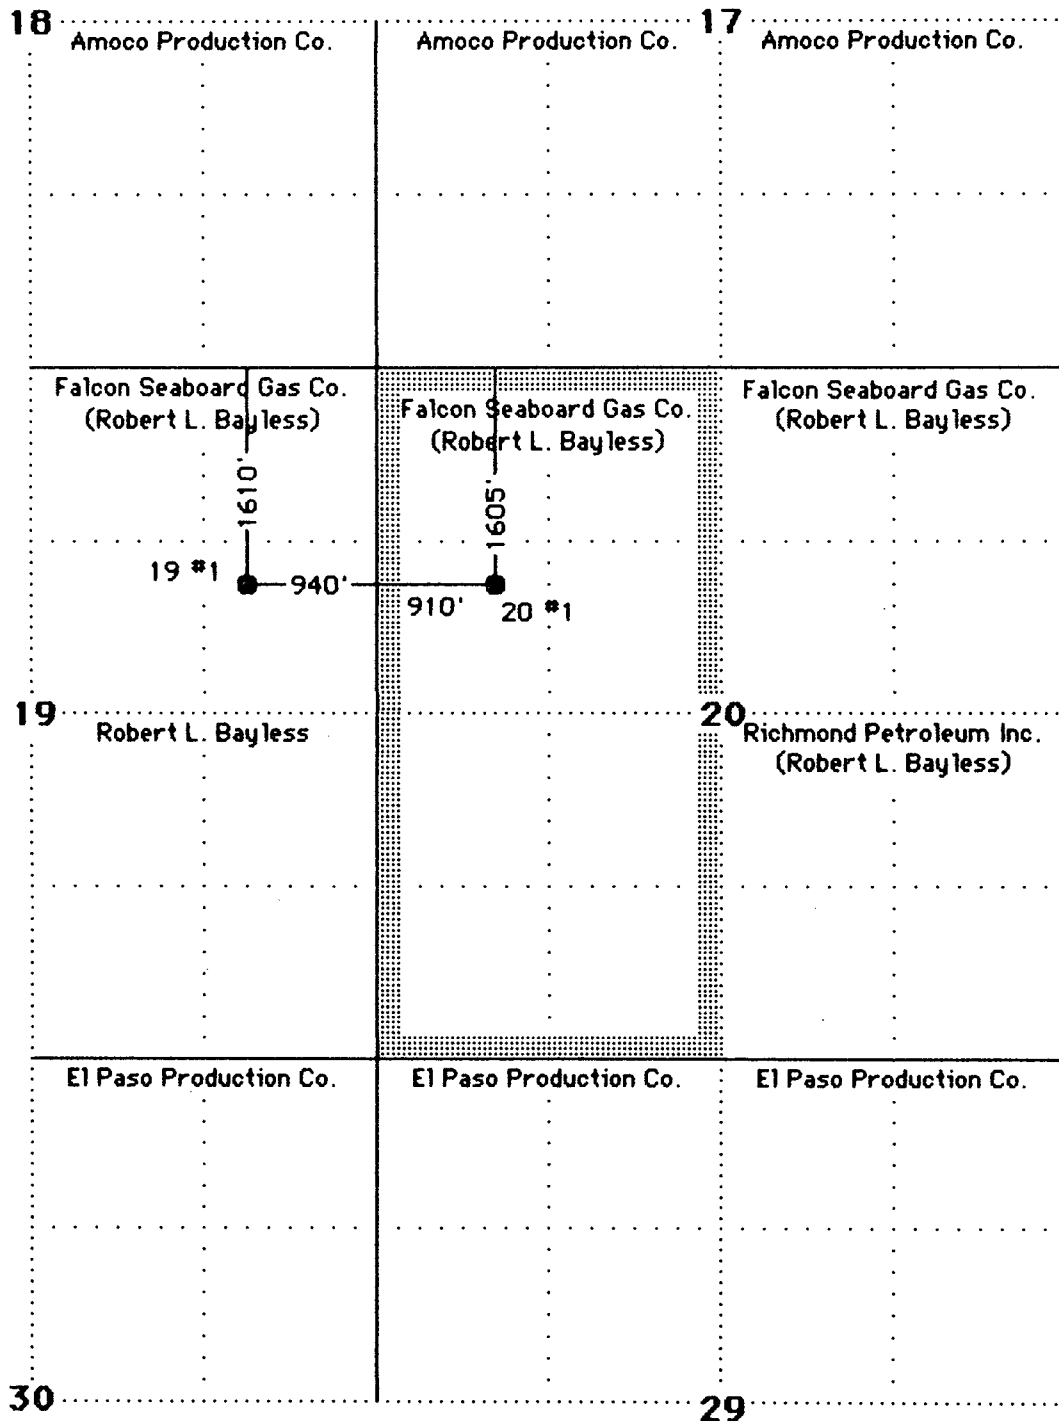 18
17
Amoco Production Co.
Amoco Production Co.
Amoco Production Co.
Falcon Seaboard Gas Co.
(Robert L. Bayless)
Falcon Seaboard Gas Co.
(Robert L. Bayless)
Falcon Seaboard Gas Co.
(Robert L. Bayless)
1610'
1605'
19 #1
940'
910'
20 #1
19
20
Robert L. Bayless
Richmond Petroleum Inc.
(Robert L. Bayless)
El Paso Production Co.
El Paso Production Co.
El Paso Production Co.
30
29